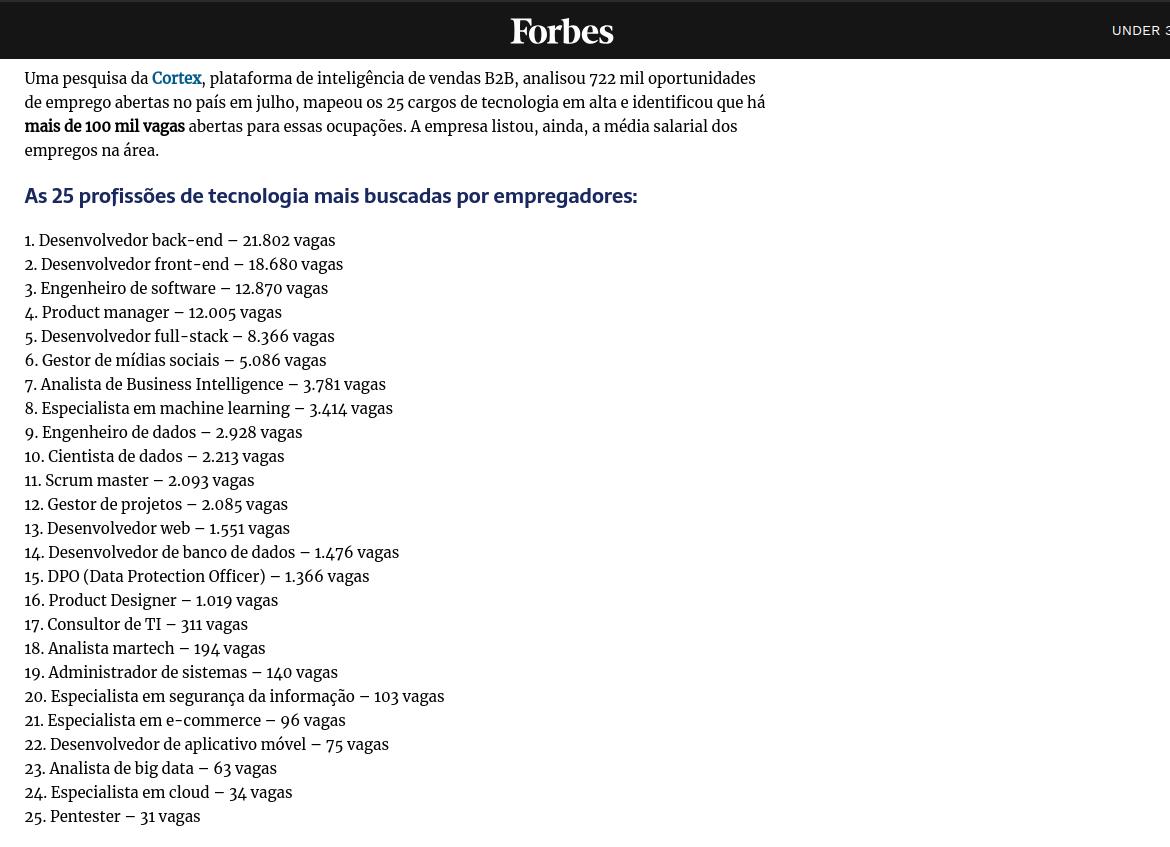 Forbes
UNDER 3
Uma pesquisa da Cortex, plataforma de inteligência de vendas B2B, analisou 722 mil oportunidades
de emprego abertas no país em julho, mapeou os 25 cargos de tecnologia em alta e identificou que há
mais de 100 mil vagas abertas para essas ocupações. A empresa listou, ainda, a média salarial dos
empregos na área.
As 25 profissões de tecnologia mais buscadas por empregadores:
1. Desenvolvedor back-end – 21.802 vagas
2. Desenvolvedor front-end – 18.680 vagas
3. Engenheiro de software – 12.870 vagas
4. Product manager – 12.005 vagas
5. Desenvolvedor full-stack – 8.366 vagas
6. Gestor de mídias sociais – 5.086 vagas
7. Analista de Business Intelligence – 3.781 vagas
8. Especialista em machine learning – 3.414 vagas
9. Engenheiro de dados – 2.928 vagas
10. Cientista de dados – 2.213 vagas
11. Scrum master – 2.093 vagas
12. Gestor de projetos – 2.085 vagas
13. Desenvolvedor web – 1.551 vagas
14. Desenvolvedor de banco de dados – 1.476 vagas
15. DPO (Data Protection Officer) – 1.366 vagas
16. Product Designer – 1.019 vagas
17. Consultor de TI – 311 vagas
18. Analista martech – 194 vagas
19. Administrador de sistemas – 140 vagas
20. Especialista em segurança da informação – 103 vagas
21. Especialista em e-commerce – 96 vagas
22. Desenvolvedor de aplicativo móvel – 75 vagas
23. Analista de big data – 63 vagas
24. Especialista em cloud – 34 vagas
25. Pentester – 31 vagas